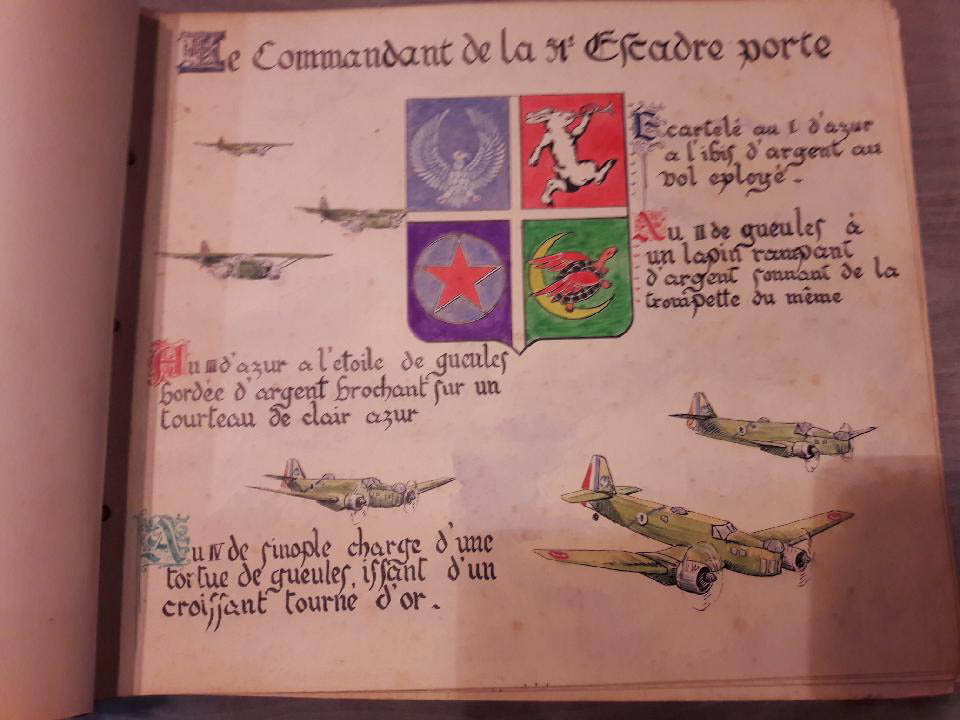 Le Commandant de la 31e Escadre porte
Ecartelé au I d'azur
a l'ibis d'argent au
vol eployé.
Au II de gueules à
un lapin rampant
d'argent sonnant de la
trompette du même
Au III d'azur a l'etoile de gueules
bordée d'argent brochant sur un
tourteau de clair azur
Au IV de sinople charge d'une
tortue de gueules, issant d'un
croissant tourne d'or.